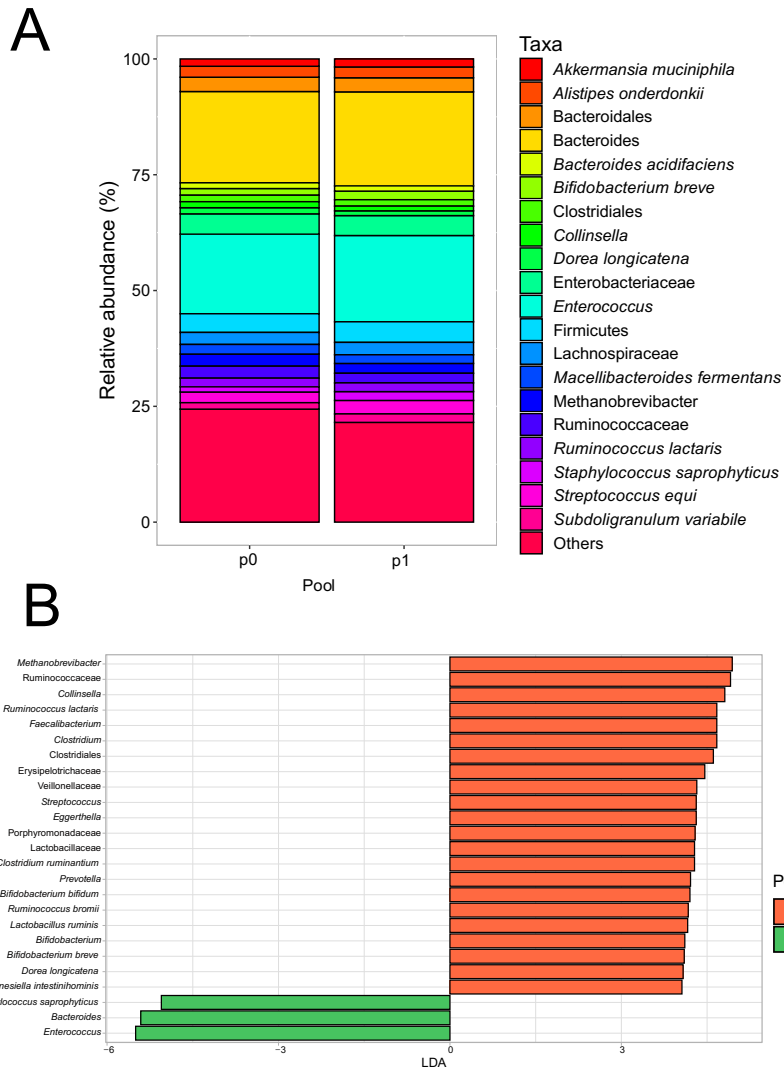 A
Relative abundance (%)
100
75
50
25
0
p0
p1
Pool
Taxa
Akkermansia muciniphila
Alistipes onderdonkii
Bacteroidales
Bacteroides
Bacteroides acidifaciens
Bifidobacterium breve
Clostridiales
Collinsella
Dorea longicatena
Enterobacteriaceae
Enterococcus
Firmicutes
Lachnospiraceae
Macellibacteroides fermentans
Methanobrevibacter
Ruminococcaceae
Ruminococcus lactaris
Staphylococcus saprophyticus
Streptococcus equi
Subdoligranulum variabile
Others
B
Methanobrevibacter
Ruminococcaceae
Collinsella
Ruminococcus lactaris
Faecalibacterium
Clostridium
Clostridiales
Erysipelotrichaceae
Veillonellaceae
Streptococcus
Eggerthella
Porphyromonadaceae
Lactobacillaceae
Clostridium ruminantium
Prevotella
Bifidobacterium bifidum
Ruminococcus bromii
Lactobacillus ruminis
Bifidobacterium
Bifidobacterium breve
Dorea longicatena
nesiella intestinihominis
ylococcus saprophyticus
Bacteroides
Enterococcus
−6
−3
0
3
LDA
P